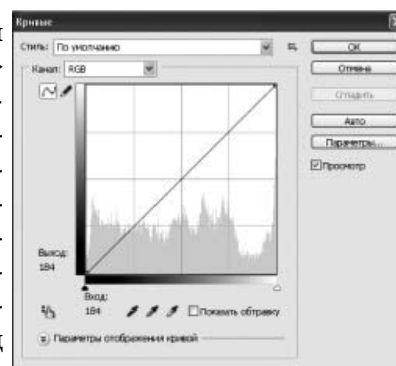 Кривые
Стиль: По умолчанию
OK
Канал: RGB
Отмена
Сгладить
Авто
Параметры...
Просмотр
Выход:
184
Вход:
184
Показать обтравку
Параметры отображения кривой